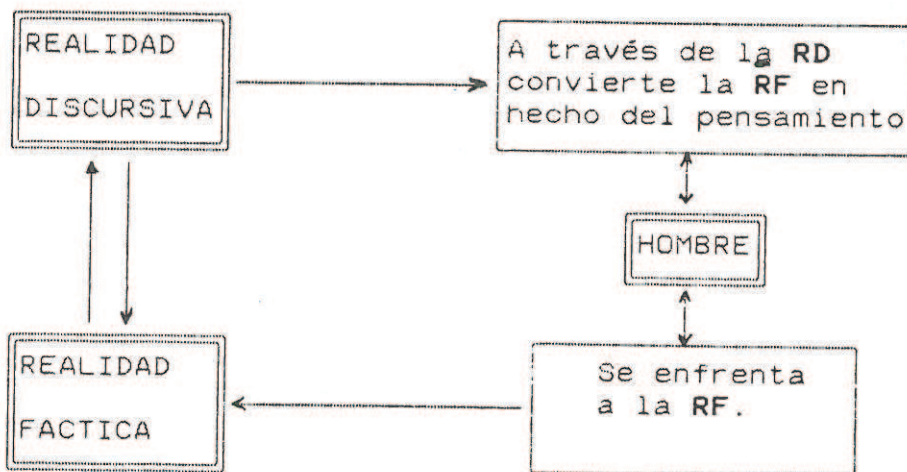 REALIDAD
DISCURSIVA
A través de la RD
convierte la RF en
hecho del pensamiento
HOMBRE
REALIDAD
FACTICA
Se enfrenta
a la RF.